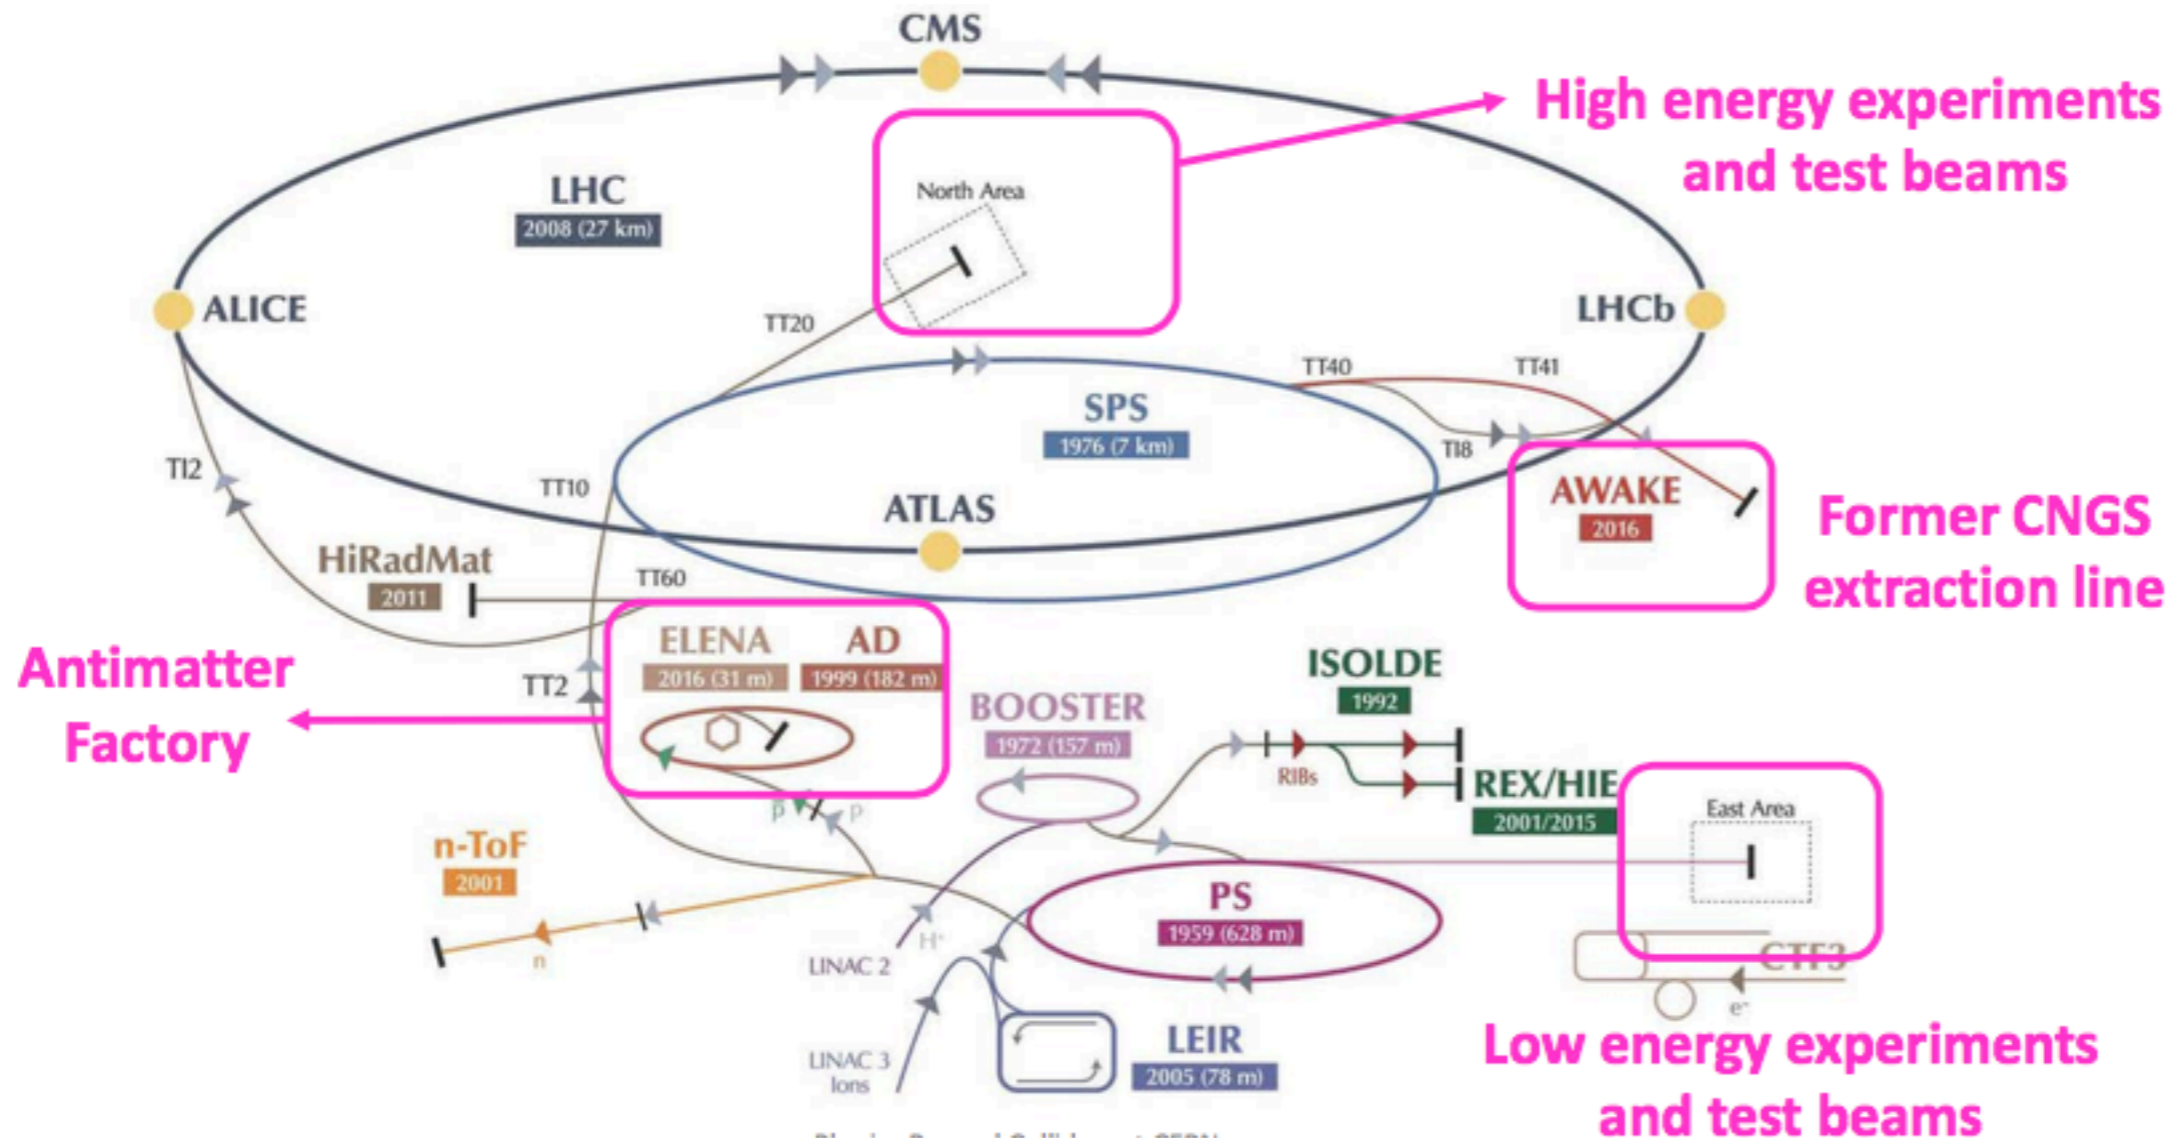 CMS
High energy experiments
and test beams
LHC
2008 (27 km)
North Area
ALICE
LHCb
TT20
TT40
TT41
SPS
1976 (7 km)
TI8
TI2
TT10
ATLAS
AWAKE
2016
Former CNGS
extraction line
HiRadMat
2011
TT60
ELENA
2016 (31 m)
AD
1999 (182 m)
Antimatter
Factory
TT2
BOOSTER
1972 (157 m)
ISOLDE
1992
RIBs
REX/HIE
2001/2015
East Area
p̄
p
n-ToF
2001
n
PS
1959 (628 m)
H⁺
LINAC 2
CTF3
e⁻
LINAC 3
Ions
LEIR
2005 (78 m)
Low energy experiments
and test beams